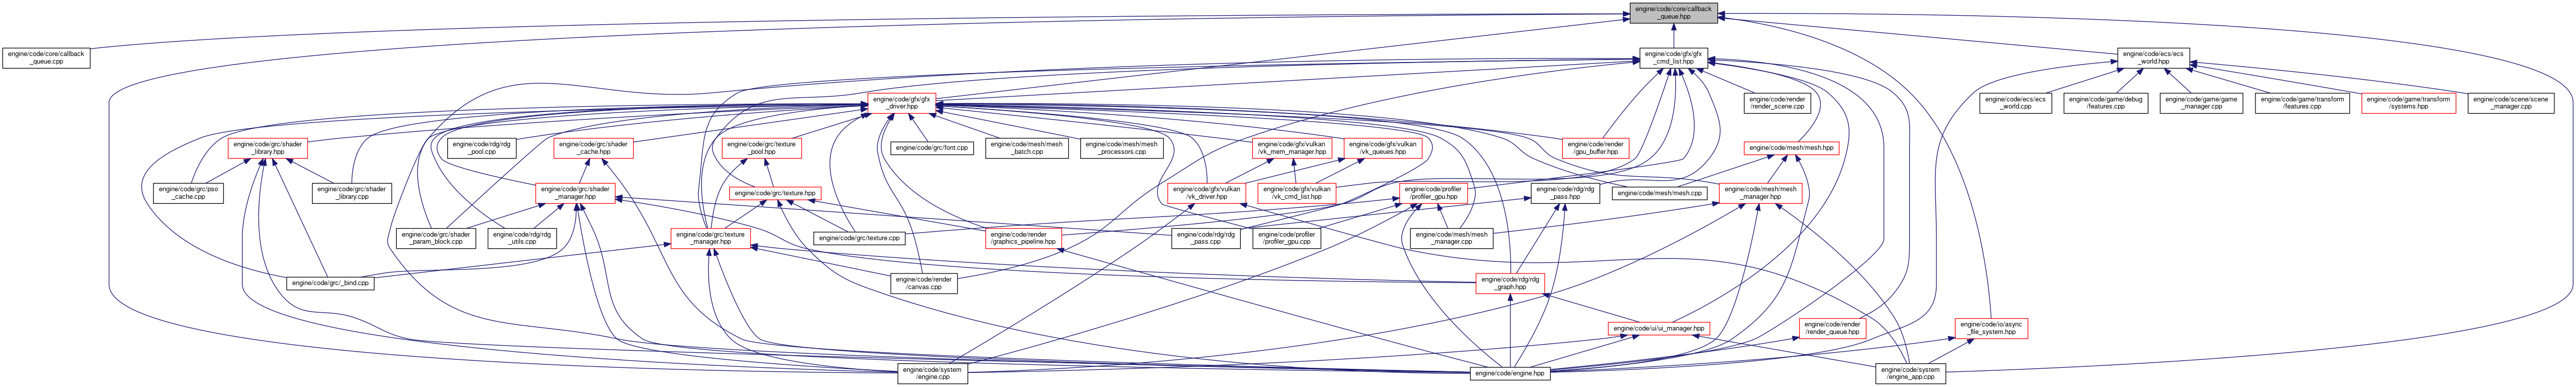 engine/code/core/callback
_queue.hpp
engine/code/core/callback
_queue.cpp
engine/code/gfx/gfx
_cmd_list.hpp
engine/code/ecs/ecs
_world.hpp
engine/code/gfx/gfx
_driver.hpp
engine/code/render
/render_scene.cpp
engine/code/ecs/ecs
_world.cpp
engine/code/game/debug
/features.cpp
engine/code/game/game
_manager.cpp
engine/code/game/transform
/features.cpp
engine/code/game/transform
/systems.hpp
engine/code/scene/scene
_manager.cpp
engine/code/grc/shader
_library.hpp
engine/code/rdg/rdg
_pool.cpp
engine/code/grc/shader
_cache.hpp
engine/code/grc/texture
_pool.hpp
engine/code/grc/font.cpp
engine/code/mesh/mesh
_batch.cpp
engine/code/mesh/mesh
_processors.cpp
engine/code/gfx/vulkan
/vk_mem_manager.hpp
engine/code/gfx/vulkan
/vk_queues.hpp
engine/code/render
/gpu_buffer.hpp
engine/code/mesh/mesh.hpp
engine/code/grc/pso
_cache.cpp
engine/code/grc/shader
_library.cpp
engine/code/grc/shader
_manager.hpp
engine/code/grc/texture.hpp
engine/code/gfx/vulkan
/vk_driver.hpp
engine/code/gfx/vulkan
/vk_cmd_list.hpp
engine/code/profiler
/profiler_gpu.hpp
engine/code/rdg/rdg
_pass.hpp
engine/code/mesh/mesh.cpp
engine/code/mesh/mesh
_manager.hpp
engine/code/grc/shader
_param_block.cpp
engine/code/rdg/rdg
_utils.cpp
engine/code/grc/texture
_manager.hpp
engine/code/grc/texture.cpp
engine/code/render
/graphics_pipeline.hpp
engine/code/rdg/rdg
_pass.cpp
engine/code/profiler
/profiler_gpu.cpp
engine/code/mesh/mesh
_manager.cpp
engine/code/grc/_bind.cpp
engine/code/render
/canvas.cpp
engine/code/rdg/rdg
_graph.hpp
engine/code/ui/ui_manager.hpp
engine/code/render
/render_queue.hpp
engine/code/io/async
_file_system.hpp
engine/code/system
/engine.cpp
engine/code/engine.hpp
engine/code/system
/engine_app.cpp